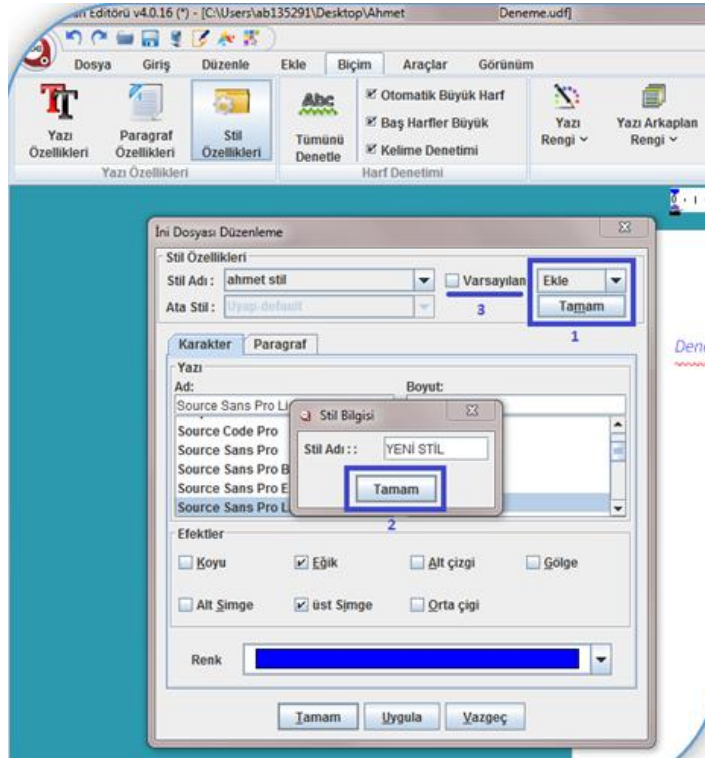 Editörü v4.0.16 (*) - [C:\Users\ab135291\Desktop\Ahmet Deneme.udf]
Dosya Giriş Düzenle Ekle Biçim Araçlar Görünüm
Yazı Özellikleri
Paragraf Özellikleri
Stil Özellikleri
Abc
Tümünü Denetle
Otomatik Büyük Harf
Baş Harfler Büyük
Kelime Denetimi
Yazı Rengi
Yazı Arkaplan Rengi
Yazı Özellikleri
Harf Denetimi
İni Dosyası Düzenleme
Stil Özellikleri
Stil Adı : ahmet stil Varsayılan Ekle
Ata Stil : Uyap-default 3 Tamam
1
Karakter Paragraf
Yazı
Ad: Boyut:
Source Sans Pro Li
Source Code Pro
Source Sans Pro
Source Sans Pro B
Source Sans Pro E
Source Sans Pro L
Stil Bilgisi
Stil Adı : : YENİ STİL
Tamam
2
Efektler
Koyu Eğik Alt çizgi Gölge
Alt Simge üst Simge Orta çigi
Renk
Tamam Uygula Vazgeç
Den